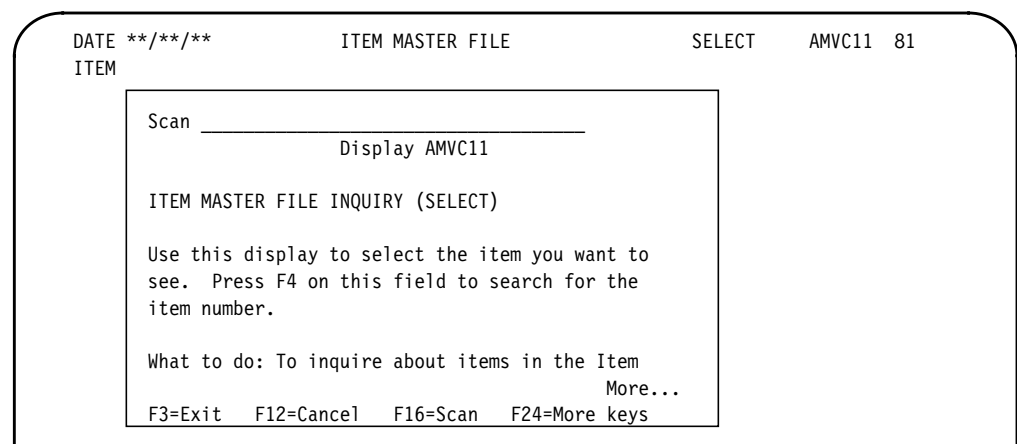 DATE **/**/** ITEM MASTER FILE SELECT AMVC11 81
ITEM
Scan ____________________________________
Display AMVC11
ITEM MASTER FILE INQUIRY (SELECT)
Use this display to select the item you want to
see. Press F4 on this field to search for the
item number.
What to do: To inquire about items in the Item
More...
F3=Exit F12=Cancel F16=Scan F24=More keys